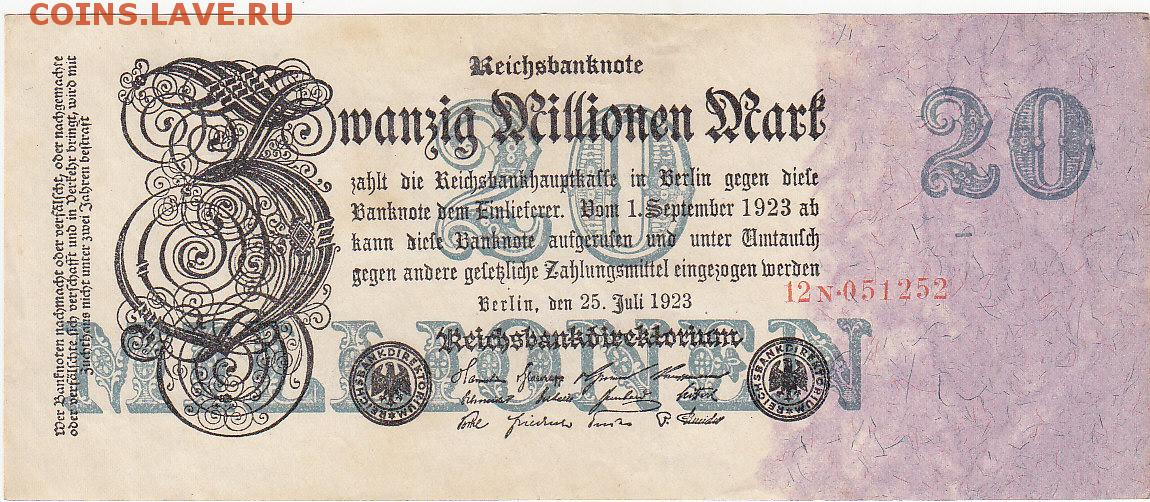 COINS.LAVE.RU
Reichsbanknote
Zwanzig Millionen Mark
20
20
zahlt die Reichsbankhauptkasse in Berlin gegen diese
Banknote dem Einlieferer. Vom 1. September 1923 ab
kann diese Banknote aufgerufen und unter Umtausch
gegen andere gesetzliche Zahlungsmittel eingezogen werden
Berlin, den 25. Juli 1923
12N·051252
Reichsbankdirektorium
MILLIONEN
REICHSBANKDIREKTORIUM
REICHSBANKDIREKTORIUM
Wer Banknoten nachmacht oder verfälscht, oder nachgemachte
oder verfälschte sich verschafft und in Verkehr bringt, wird mit
Zuchthaus nicht unter zwei Jahren bestraft